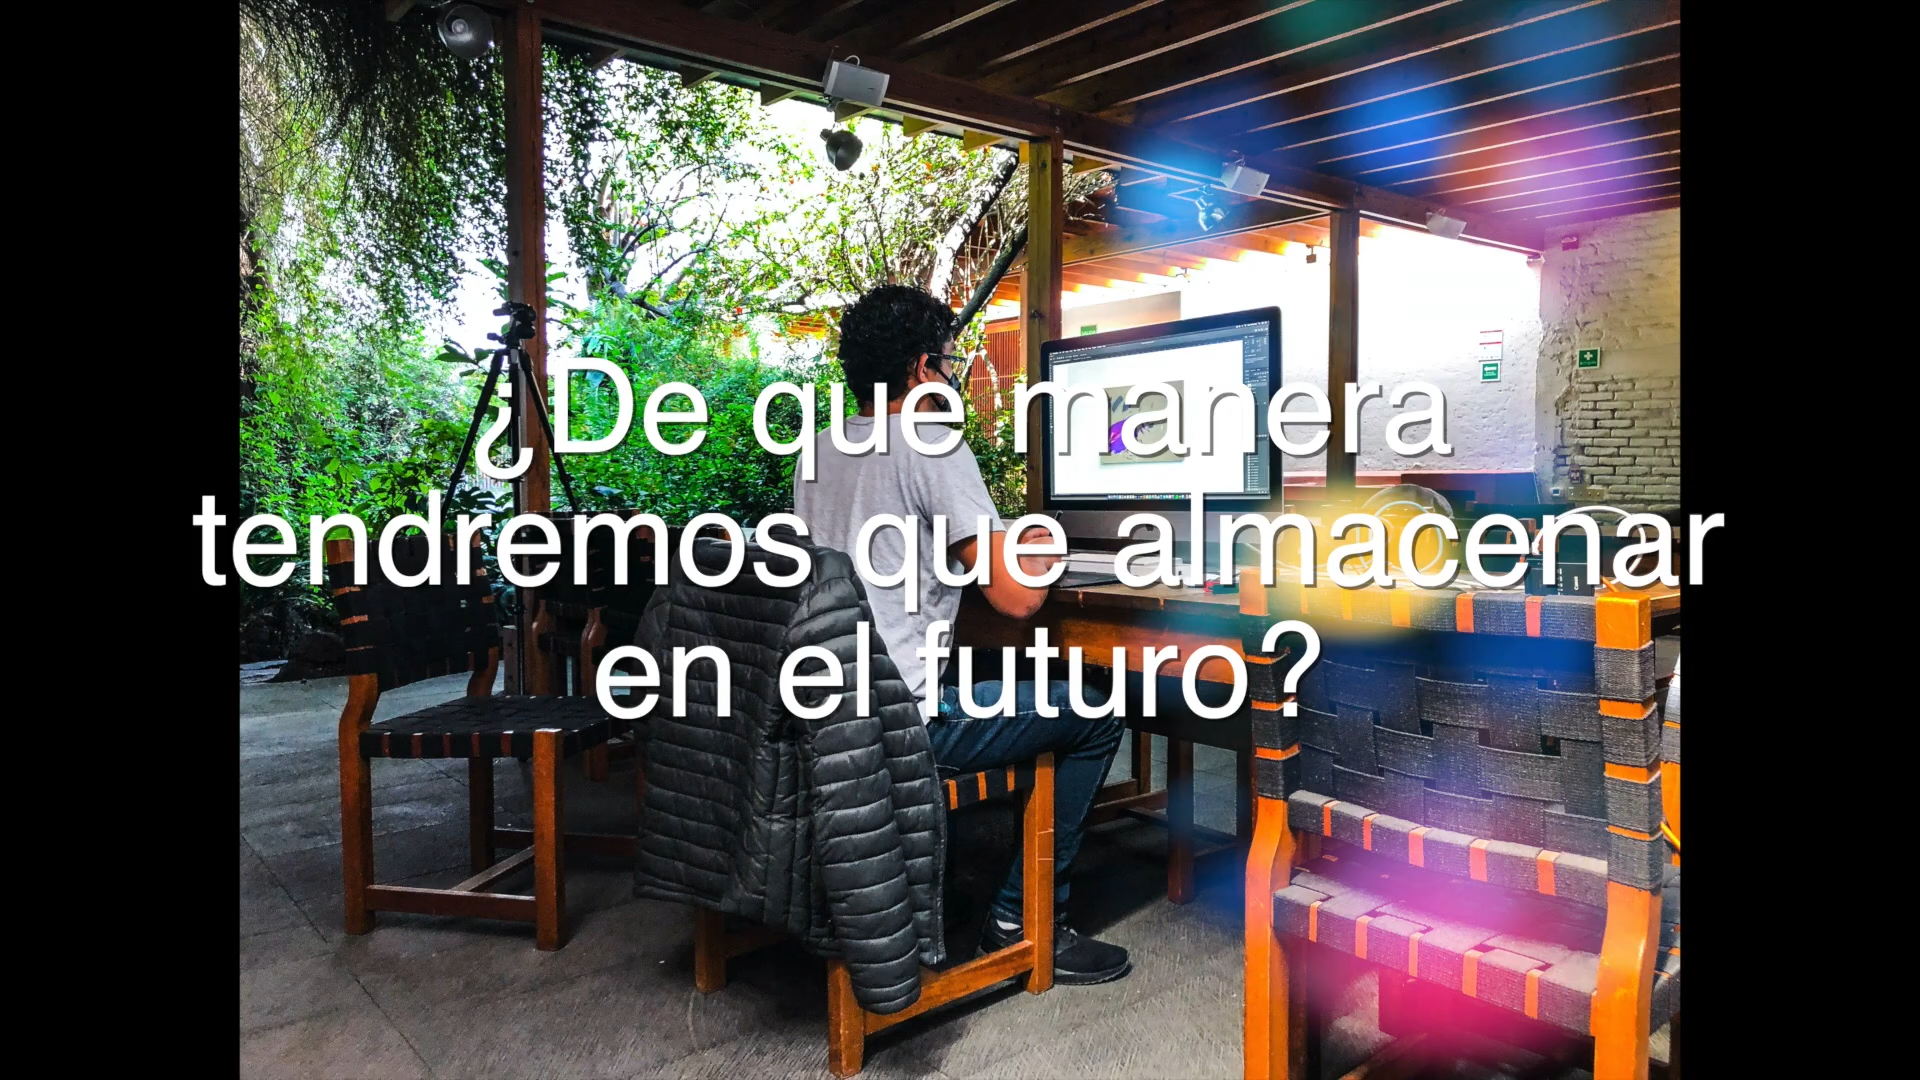 ¿De que manera
tendremos que almacenar
en el futuro?